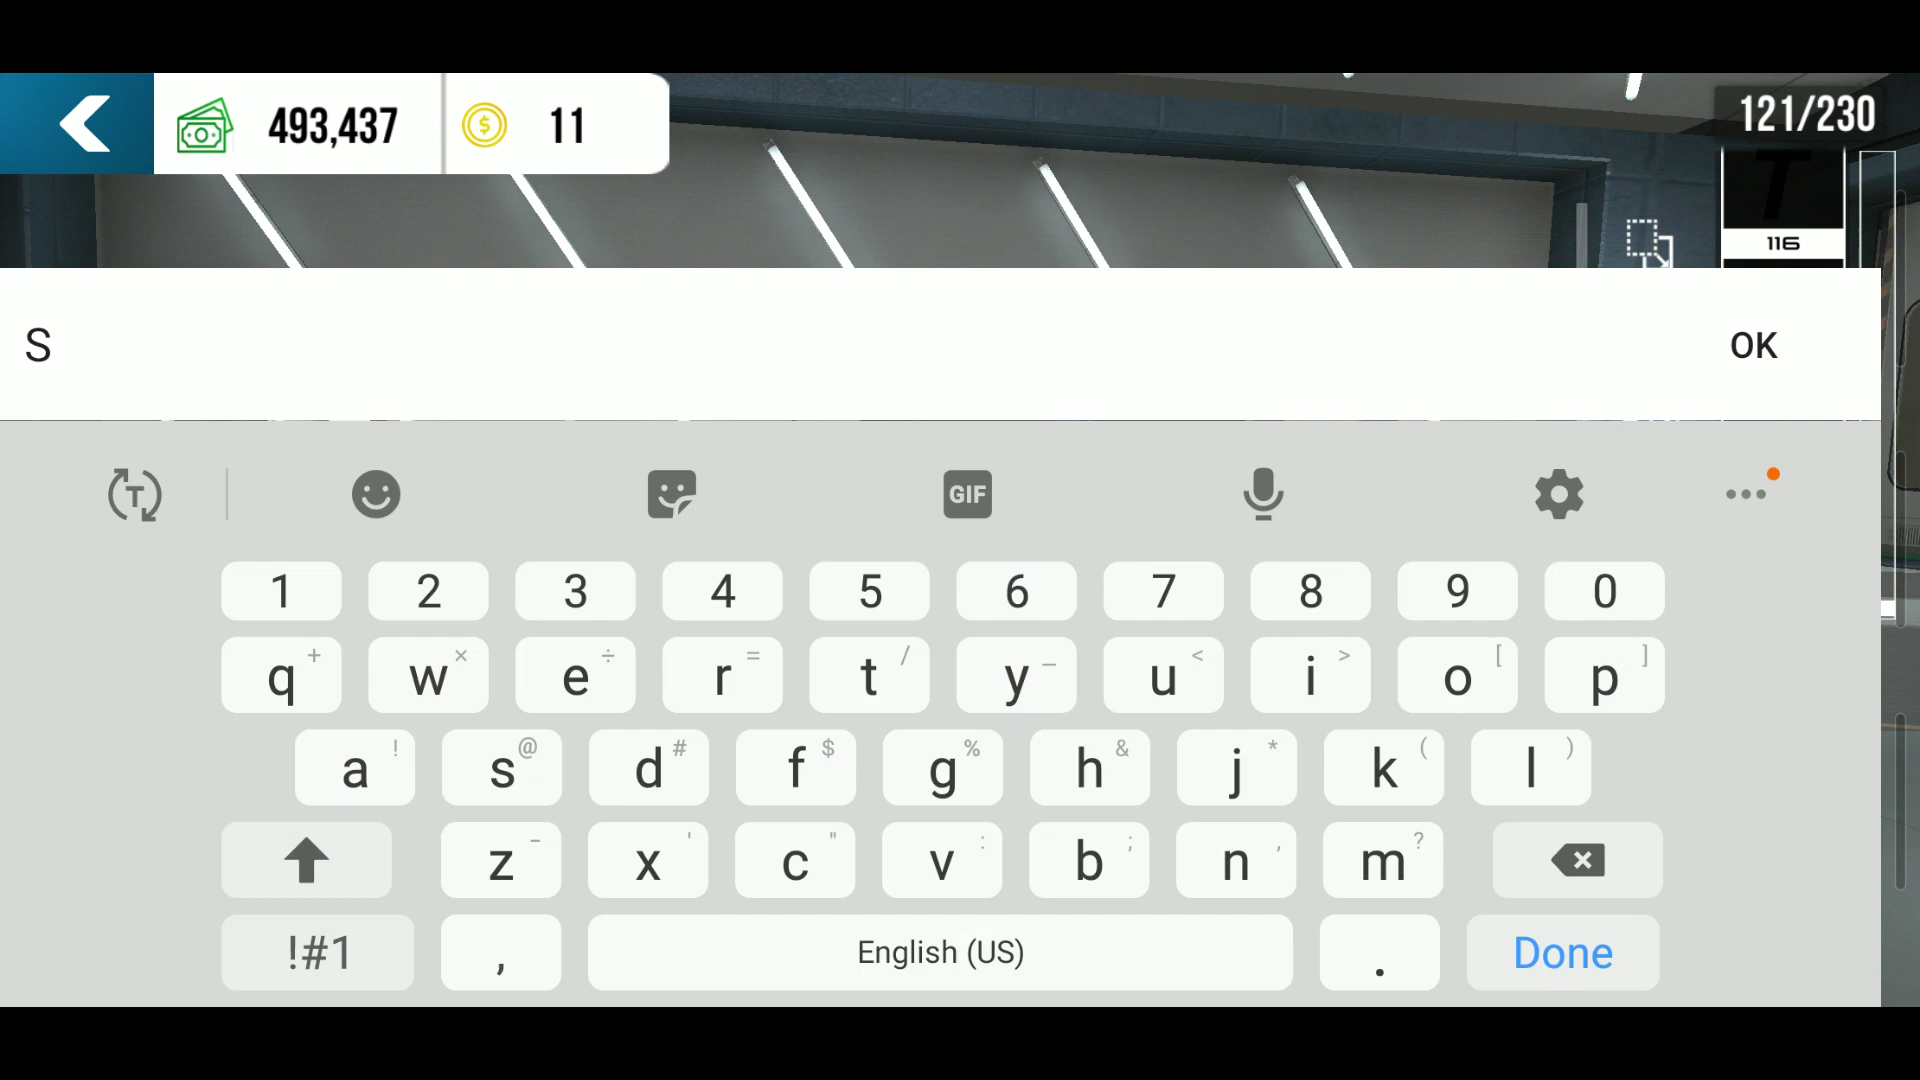 493,437
11
121/230
T
116
S
OK
T
GIF
1 2 3 4 5 6 7 8 9 0
q + w × e ÷ r = t / y _ u < i > o [ p ]
a ! s @ d # f $ g % h & j * k ( l )
z - x ' c " v : b ; n , m ?
!#1 , English (US) . Done